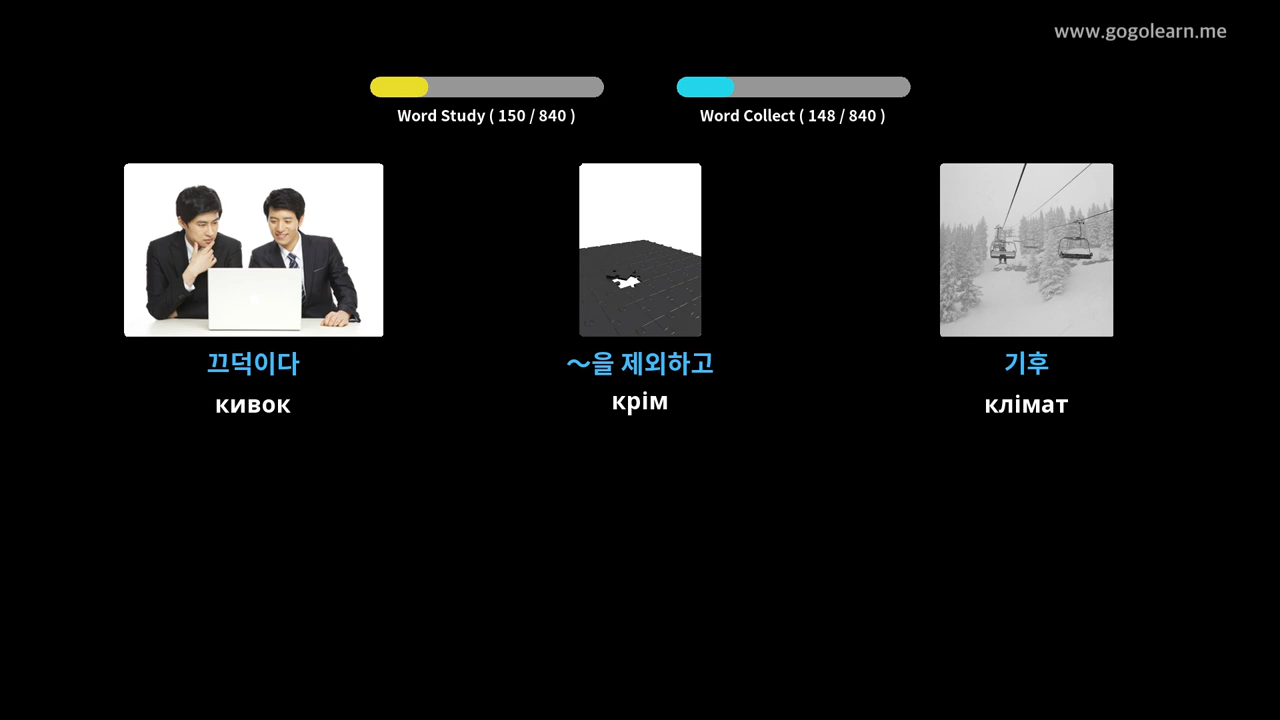 www.gogolearn.me
Word Study ( 150 / 840 )
Word Collect ( 148 / 840 )
끄덕이다
~을 제외하고
기후
кивок
крім
клімат